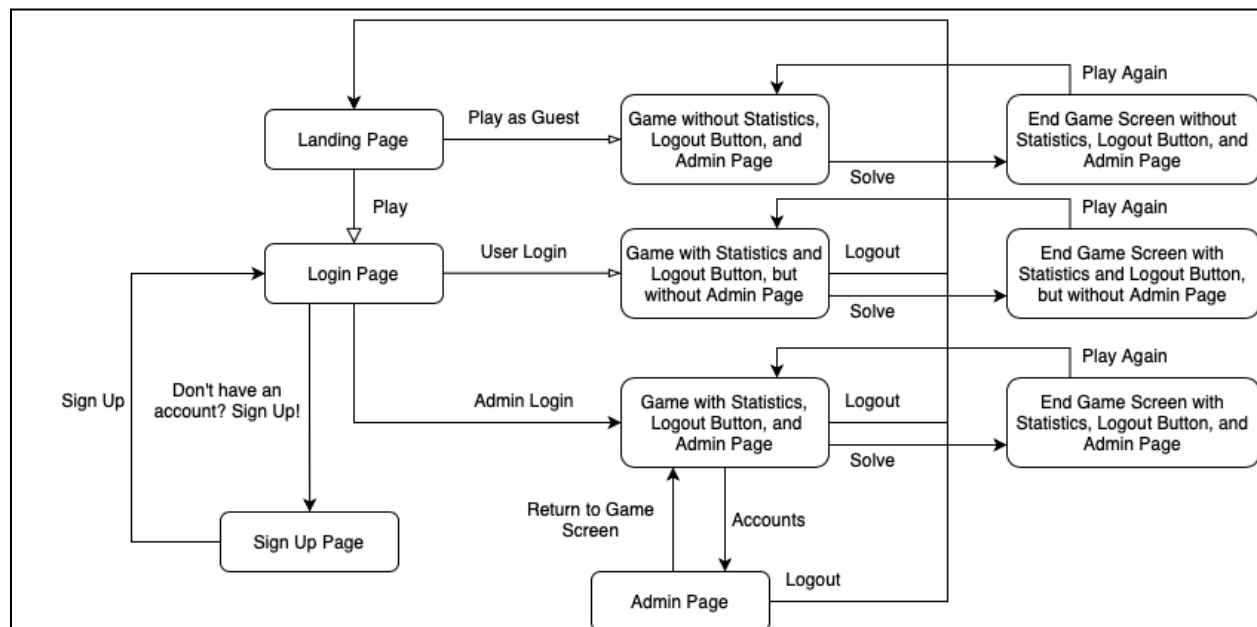 Play Again
Landing Page
Play as Guest
Game without Statistics,
Logout Button, and
Admin Page
Solve
End Game Screen without
Statistics, Logout Button, and
Admin Page
Play
Play Again
Login Page
User Login
Game with Statistics and
Logout Button, but
without Admin Page
Logout
Solve
End Game Screen with
Statistics and Logout Button,
but without Admin Page
Play Again
Sign Up
Don't have an
account? Sign Up!
Admin Login
Game with Statistics,
Logout Button, and
Admin Page
Logout
Solve
End Game Screen with
Statistics, Logout Button, and
Admin Page
Return to Game
Screen
Accounts
Sign Up Page
Admin Page
Logout